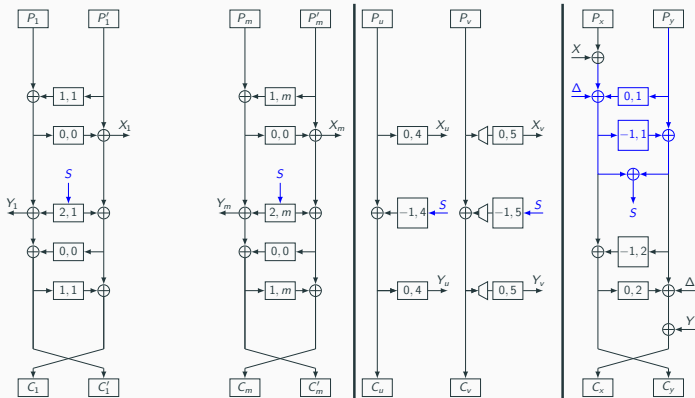 P₁ P′₁ Pₘ P′ₘ Pᵤ Pᵥ Pₓ P_y
X
Δ
1, 1 1, m 0, 1
0, 0 X₁ 0, 0 Xₘ 0, 4 Xᵤ 0, 5 Xᵥ −1, 1
S S
Y₁ 2, 1 Yₘ 2, m −1, 4 S −1, 5 S S
0, 0 0, 0 −1, 2
1, 1 1, m 0, 4 Yᵤ 0, 5 Yᵥ 0, 2 Δ
Y
C₁ C′₁ Cₘ C′ₘ Cᵤ Cᵥ Cₓ C_y